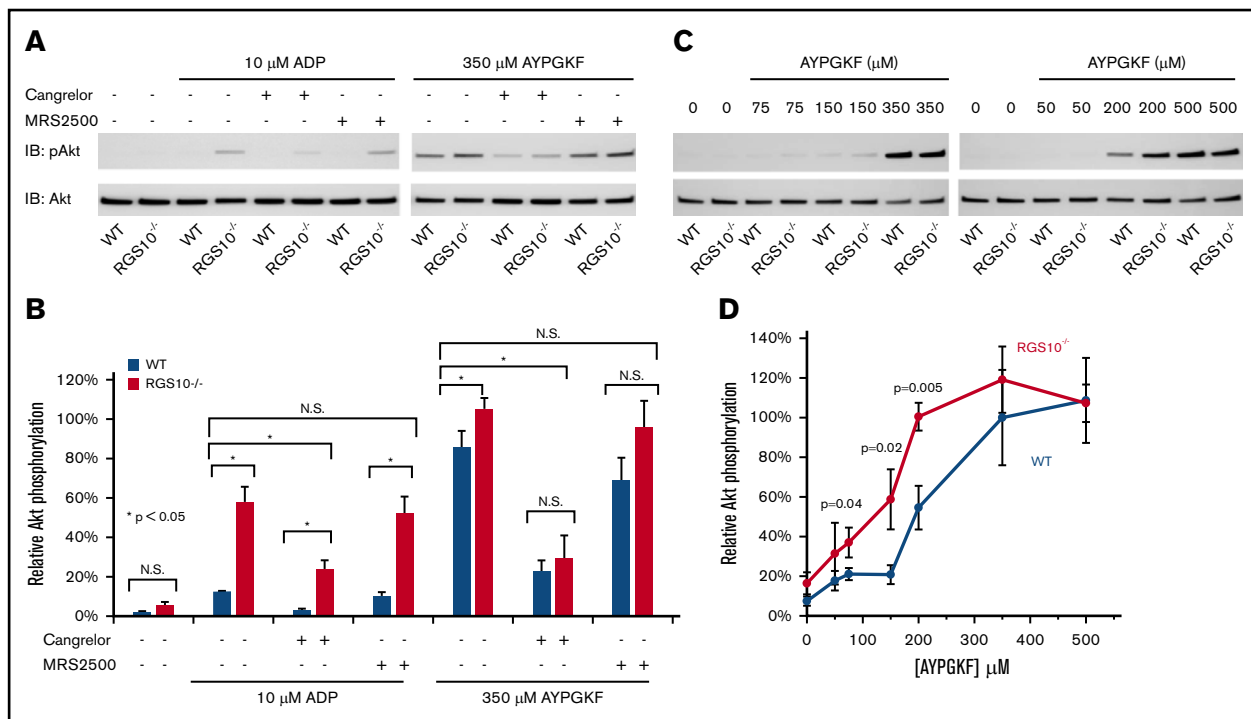 A
10 μM ADP
350 μM AYPGKF
Cangrelor - - - - + + - - - - + + - -
MRS2500 - - - - - - + + - - - - + +
IB: pAkt
IB: Akt
WT RGS10-/- WT RGS10-/- WT RGS10-/- WT RGS10-/- WT RGS10-/- WT RGS10-/- WT RGS10-/-
C
AYPGKF (μM)
AYPGKF (μM)
0 0 75 75 150 150 350 350 0 0 50 50 200 200 500 500
WT RGS10-/- WT RGS10-/- WT RGS10-/- WT RGS10-/- WT RGS10-/- WT RGS10-/- WT RGS10-/- WT RGS10-/-
B
WT
RGS10-/-
Relative Akt phosphorylation
120%
100%
80%
60%
40%
20%
0%
* p < 0.05
N.S.
N.S.
*
*
*
*
N.S.
*
*
N.S.
N.S.
Cangrelor - - - - + + - - - - + + - -
MRS2500 - - - - - - + + - - - - + +
10 μM ADP
350 μM AYPGKF
D
Relative Akt phosphorylation
140%
120%
100%
80%
60%
40%
20%
0%
RGS10-/-
p=0.005
p=0.02
WT
p=0.04
0 100 200 300 400 500
[AYPGKF] μM